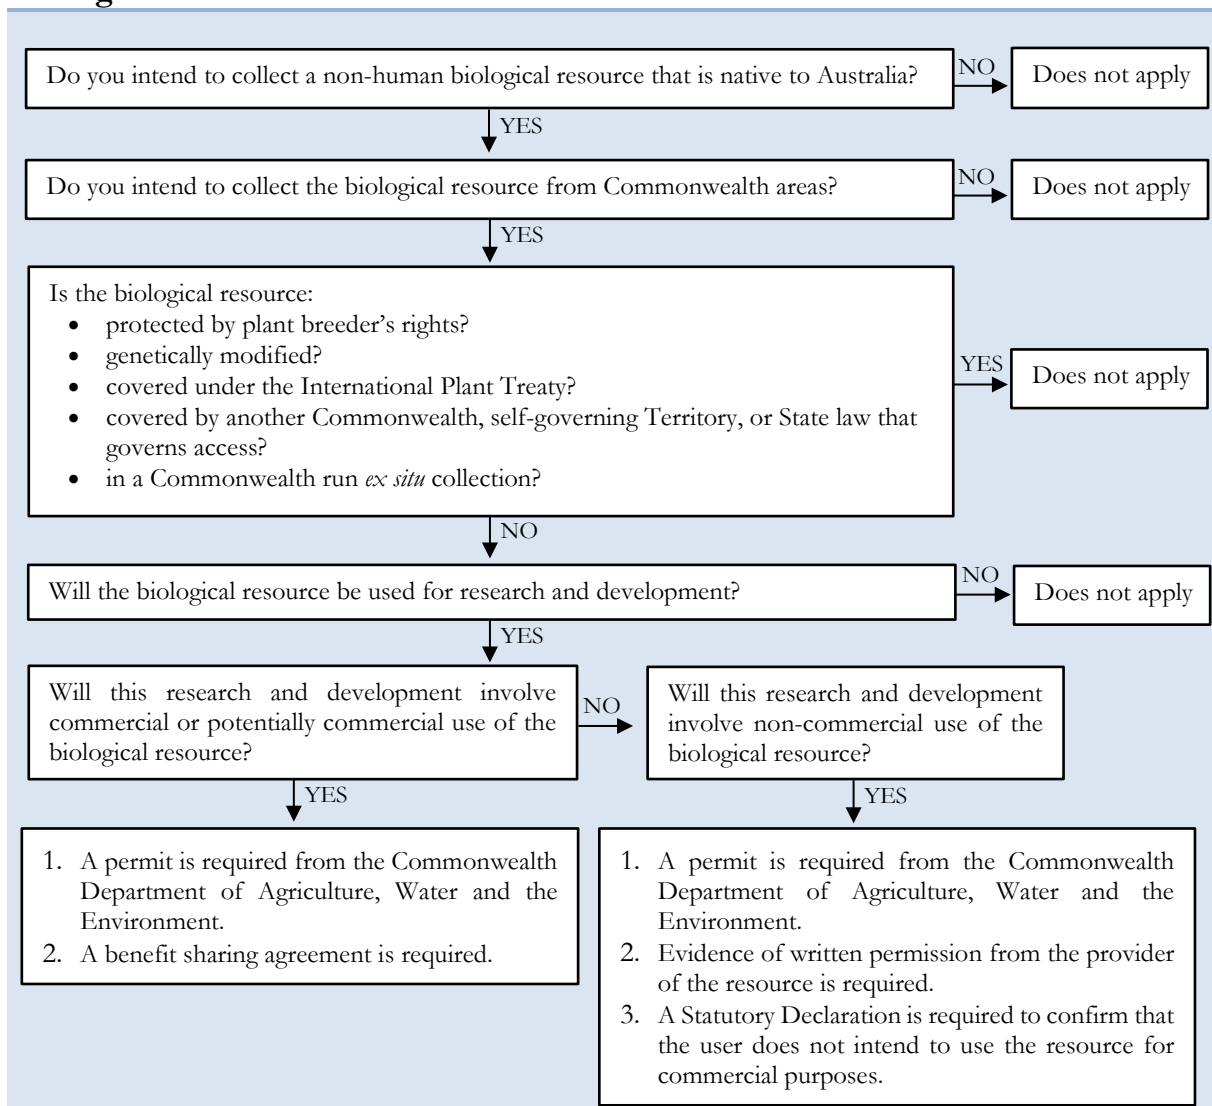 Do you intend to collect a non-human biological resource that is native to Australia?
NO
Does not apply
YES
Do you intend to collect the biological resource from Commonwealth areas?
NO
Does not apply
YES
Is the biological resource:
• protected by plant breeder’s rights?
• genetically modified?
• covered under the International Plant Treaty?
• covered by another Commonwealth, self-governing Territory, or State law that
governs access?
• in a Commonwealth run ex situ collection?
YES
Does not apply
NO
Will the biological resource be used for research and development?
NO
Does not apply
YES
Will this research and development involve
commercial or potentially commercial use of the
biological resource?
NO
Will this research and development
involve non-commercial use of the
biological resource?
YES
YES
1. A permit is required from the Commonwealth
Department of Agriculture, Water and the
Environment.
2. A benefit sharing agreement is required.
1. A permit is required from the Commonwealth
Department of Agriculture, Water and the
Environment.
2. Evidence of written permission from the provider
of the resource is required.
3. A Statutory Declaration is required to confirm that
the user does not intend to use the resource for
commercial purposes.